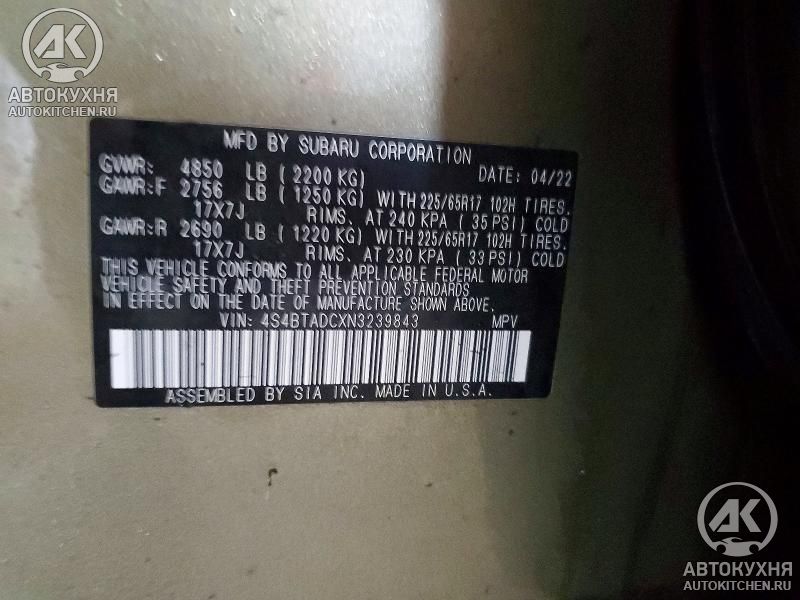 AK
АВТОКУХНЯ
AUTOKITCHEN.RU
MFD BY SUBARU CORPORATION
GVWR: 4850 LB ( 2200 KG) DATE: 04/22
GAWR:F 2756 LB ( 1250 KG) WITH 225/65R17 102H TIRES.
17X7J RIMS. AT 240 KPA ( 35 PSI) COLD
GAWR:R 2690 LB ( 1220 KG) WITH 225/65R17 102H TIRES.
17X7J RIMS. AT 230 KPA ( 33 PSI) COLD
THIS VEHICLE CONFORMS TO ALL APPLICABLE FEDERAL MOTOR
VEHICLE SAFETY AND THEFT PREVENTION STANDARDS
IN EFFECT ON THE DATE OF MANUFACTURE SHOWN ABOVE.
VIN: 4S4BTADCXN3239843 MPV
ASSEMBLED BY SIA INC. MADE IN U.S.A.
AK
АВТОКУХНЯ
AUTOKITCHEN.RU